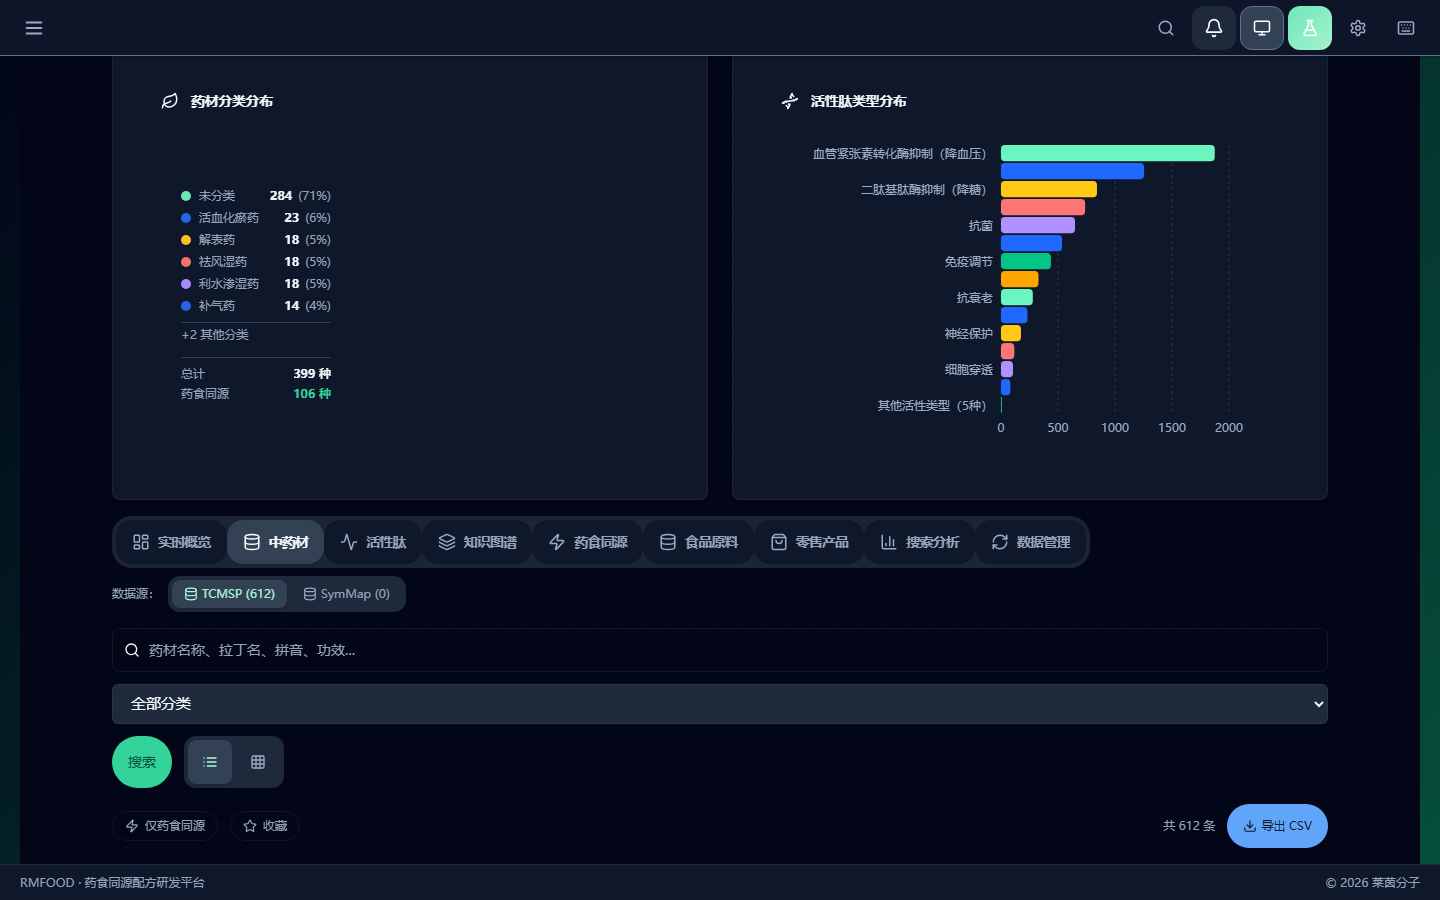 药材分类分布
未分类 284 (71%)
活血化瘀药 23 (6%)
解表药 18 (5%)
祛风湿药 18 (5%)
利水渗湿药 18 (5%)
补气药 14 (4%)
+2 其他分类
总计 399 种
药食同源 106 种
活性肽类型分布
血管紧张素转化酶抑制（降血压）
二肽基肽酶抑制（降糖）
抗菌
免疫调节
抗衰老
神经保护
细胞穿透
其他活性类型（5种）
0 500 1000 1500 2000
实时概览 中药材 活性肽 知识图谱 药食同源 食品原料 零售产品 搜索分析 数据管理
数据源： TCMSP (612) SymMap (0)
药材名称、拉丁名、拼音、功效...
全部分类
搜索
仅药食同源 收藏 共 612 条 导出 CSV
RMFOOD · 药食同源配方研发平台 © 2026 莱茵分子